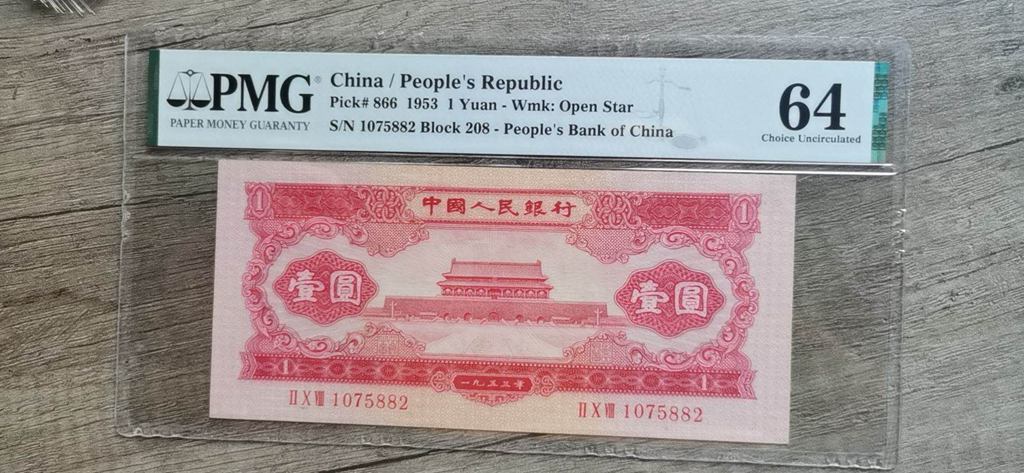 PMG
PAPER MONEY GUARANTY
China / People's Republic
Pick# 866 1953 1 Yuan - Wmk: Open Star
S/N 1075882 Block 208 - People's Bank of China
64
Choice Uncirculated
1 中國人民銀行 1
壹圓 壹圓
1 一九五三年 1
II X VIII 1075882 II X VIII 1075882